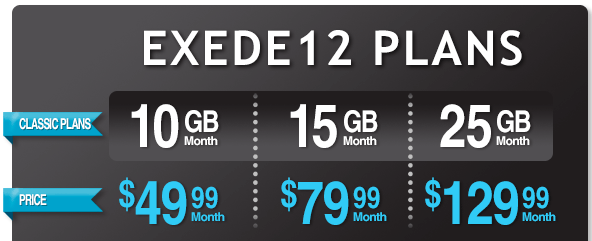 EXEDE12 PLANS
CLASSIC PLANS 10 GB Month 15 GB Month 25 GB Month
PRICE $49.99 Month $79.99 Month $129.99 Month